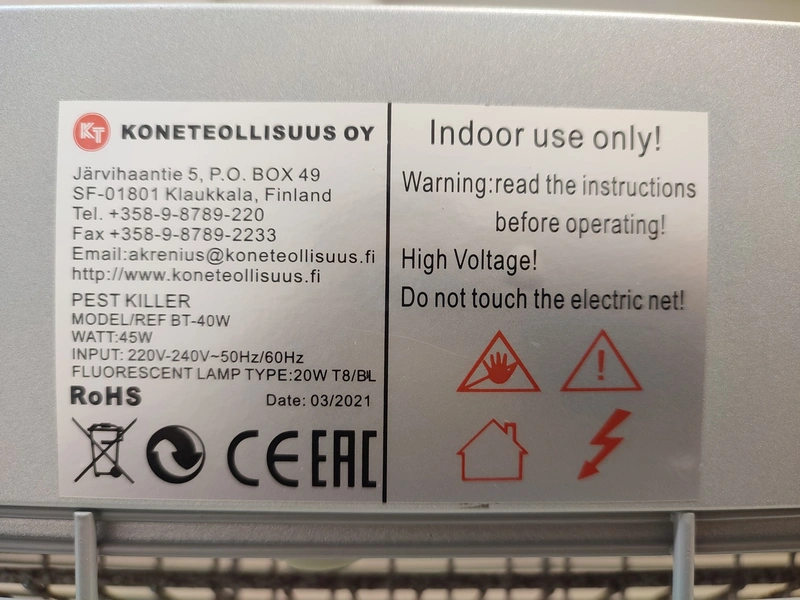 KT KONETEOLLISUUS OY
Järvihaantie 5, P.O. BOX 49
SF-01801 Klaukkala, Finland
Tel. +358-9-8789-220
Fax +358-9-8789-2233
Email:akrenius@koneteollisuus.fi
http://www.koneteollisuus.fi
PEST KILLER
MODEL/REF BT-40W
WATT:45W
INPUT: 220V-240V~50Hz/60Hz
FLUORESCENT LAMP TYPE:20W T8/BL
RoHS
Date: 03/2021
CE EAC
Indoor use only!
Warning:read the instructions
before operating!
High Voltage!
Do not touch the electric net!
!